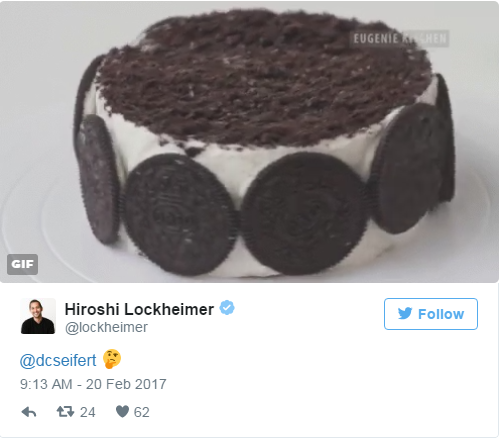 EUGENIE KITCHEN
GIF
Hiroshi Lockheimer
@lockheimer
Follow
@dcseifert 🤔
9:13 AM - 20 Feb 2017
24 62